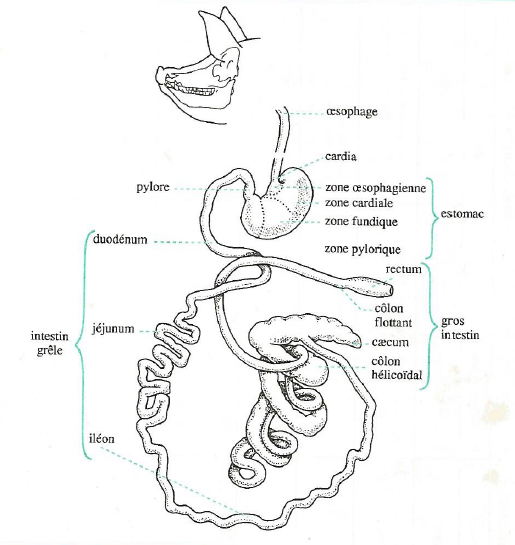 œsophage
cardia
pylore
zone œsophagienne
zone cardiale
zone fundique
estomac
duodénum
zone pylorique
rectum
côlon
flottant
gros
intestin
jéjunum
intestin
grêle
cæcum
côlon
hélicoïdal
iléon